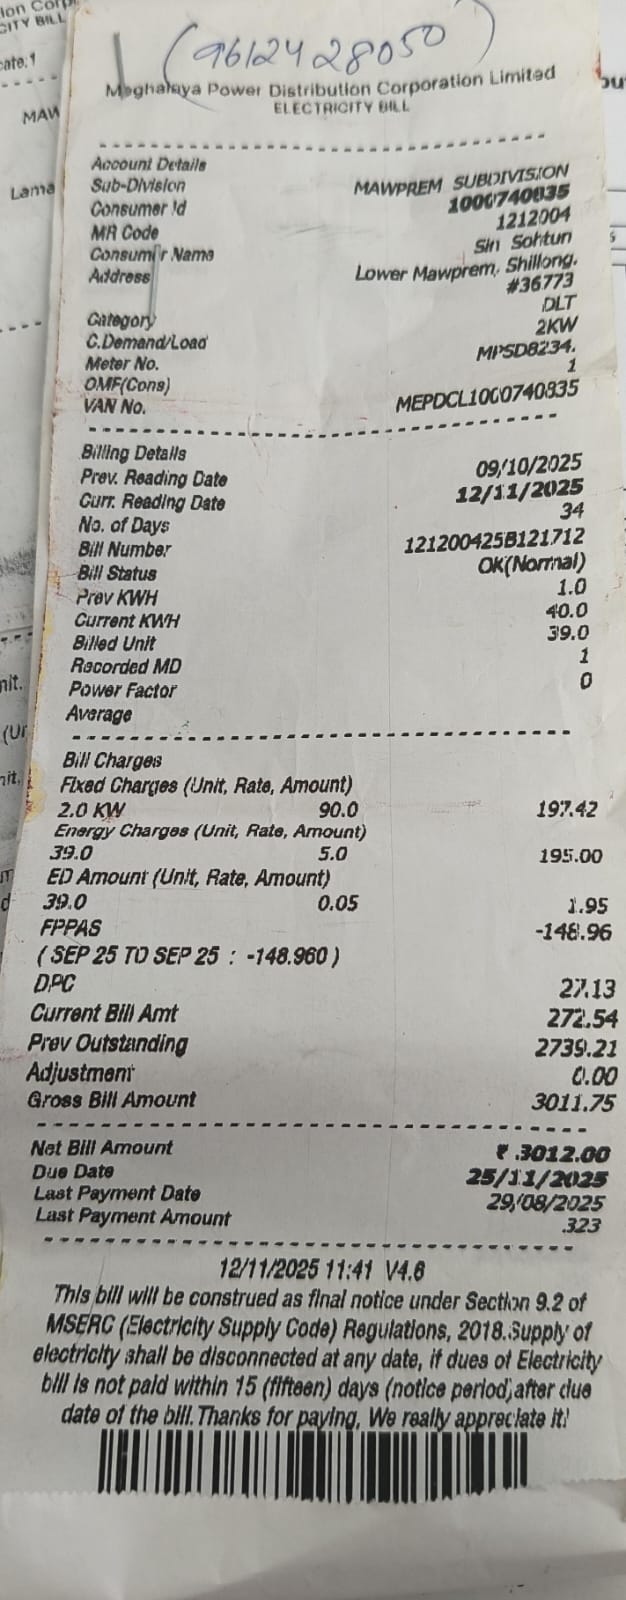 (9612428050)
Meghalaya Power Distribution Corporation Limited
ELECTRICITY BILL
Account Details
Sub-Division MAWPREM SUBDIVISION
Consumer Id 1000740835
MR Code 1212004
Consumer Name Sin Sohtun
Address Lower Mawprem, Shillong.
#36773
Category DLT
C.Demand/Load 2KW
Meter No. MPSD8234.
OMF(Cons) 1
VAN No. MEPDCL1000740835
Billing Details
Prev. Reading Date 09/10/2025
Curr. Reading Date 12/11/2025
No. of Days 34
Bill Number 121200425B121712
Bill Status OK(Normal)
Prev KWH 1.0
Current KWH 40.0
Billed Unit 39.0
Recorded MD 1
Power Factor 0
Average
Bill Charges
Fixed Charges (Unit, Rate, Amount)
2.0 KW 90.0 197.42
Energy Charges (Unit, Rate, Amount)
39.0 5.0 195.00
ED Amount (Unit, Rate, Amount)
39.0 0.05 1.95
FPPAS -148.96
( SEP 25 TO SEP 25 : -148.960 )
DPC 27.13
Current Bill Amt 272.54
Prev Outstanding 2739.21
Adjustment 0.00
Gross Bill Amount 3011.75
Net Bill Amount ₹ 3012.00
Due Date 25/11/2025
Last Payment Date 29/08/2025
Last Payment Amount 323
12/11/2025 11:41 V4.6
This bill will be construed as final notice under Section 9.2 of
MSERC (Electricity Supply Code) Regulations, 2018.Supply of
electricity shall be disconnected at any date, if dues of Electricity
bill is not paid within 15 (fifteen) days (notice period) after due
date of the bill. Thanks for paying, We really appreciate it!